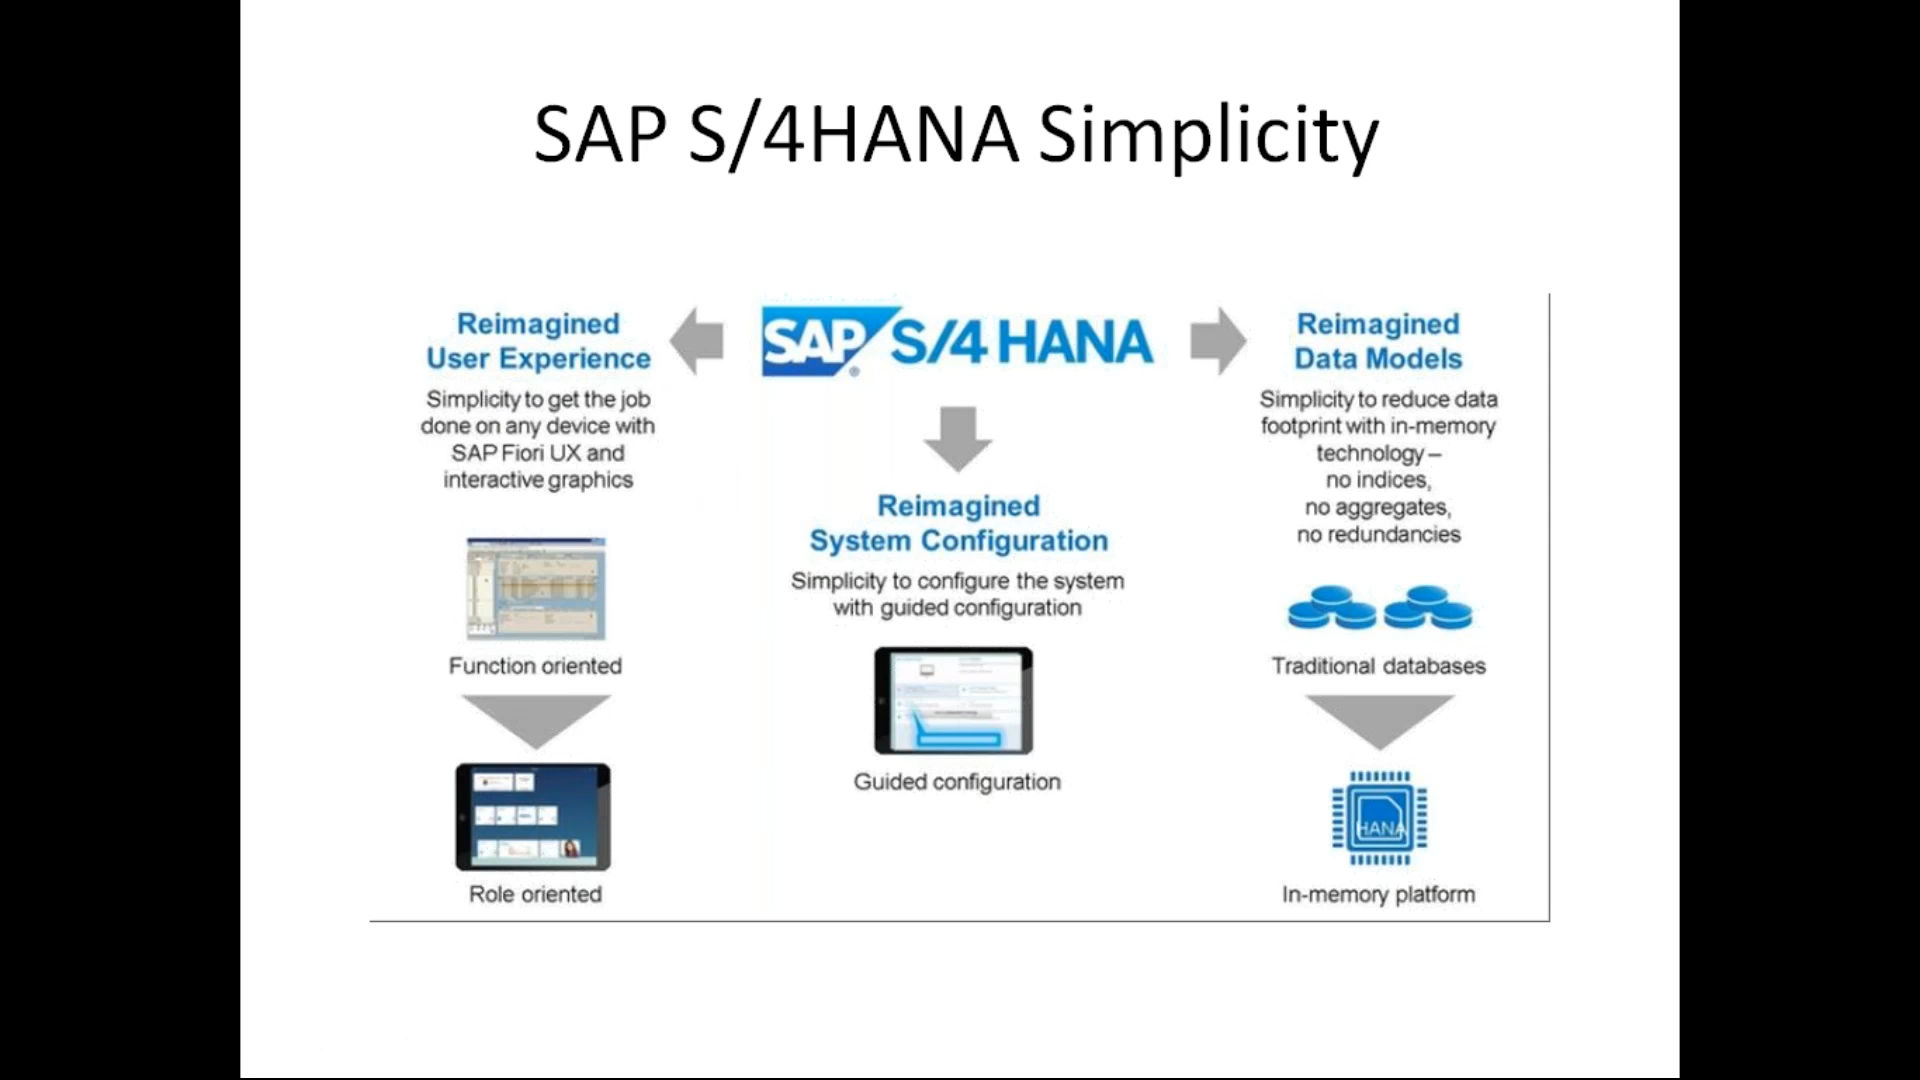 SAP S/4HANA Simplicity
SAP® S/4 HANA
Reimagined
User Experience
Simplicity to get the job
done on any device with
SAP Fiori UX and
interactive graphics
Function oriented
Role oriented
Reimagined
System Configuration
Simplicity to configure the system
with guided configuration
Guided configuration
Reimagined
Data Models
Simplicity to reduce data
footprint with in-memory
technology –
no indices,
no aggregates,
no redundancies
Traditional databases
HANA
In-memory platform